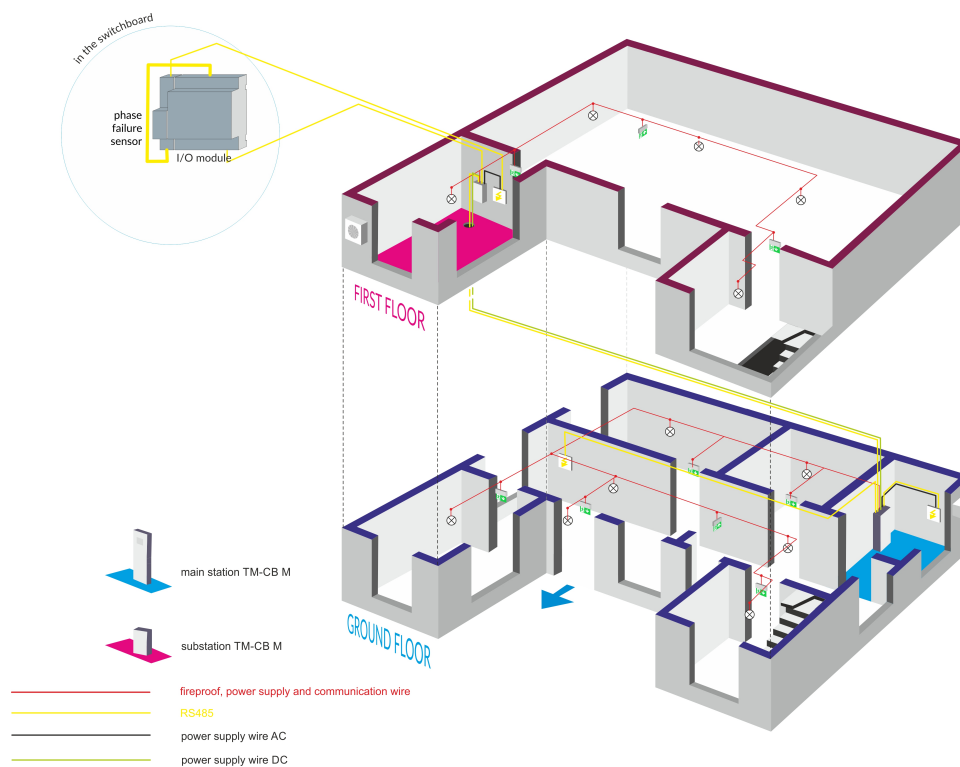 in the switchboard
phase
failure
sensor
I/O module
FIRST FLOOR
GROUND FLOOR
main station TM-CB M
substation TM-CB M
fireproof, power supply and communication wire
RS485
power supply wire AC
power supply wire DC